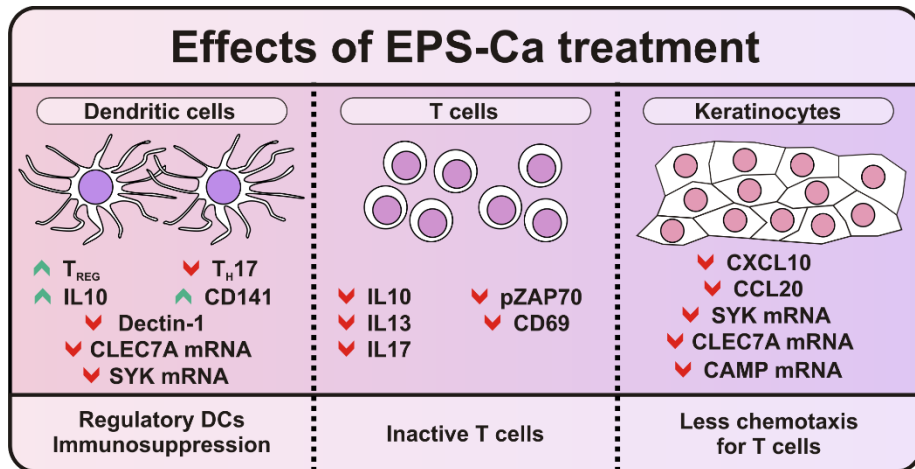 Effects of EPS-Ca treatment
Dendritic cells
T_REG
T_H17
IL10
CD141
Dectin-1
CLEC7A mRNA
SYK mRNA
Regulatory DCs
Immunosuppression
T cells
IL10
pZAP70
IL13
CD69
IL17
Inactive T cells
Keratinocytes
CXCL10
CCL20
SYK mRNA
CLEC7A mRNA
CAMP mRNA
Less chemotaxis
for T cells